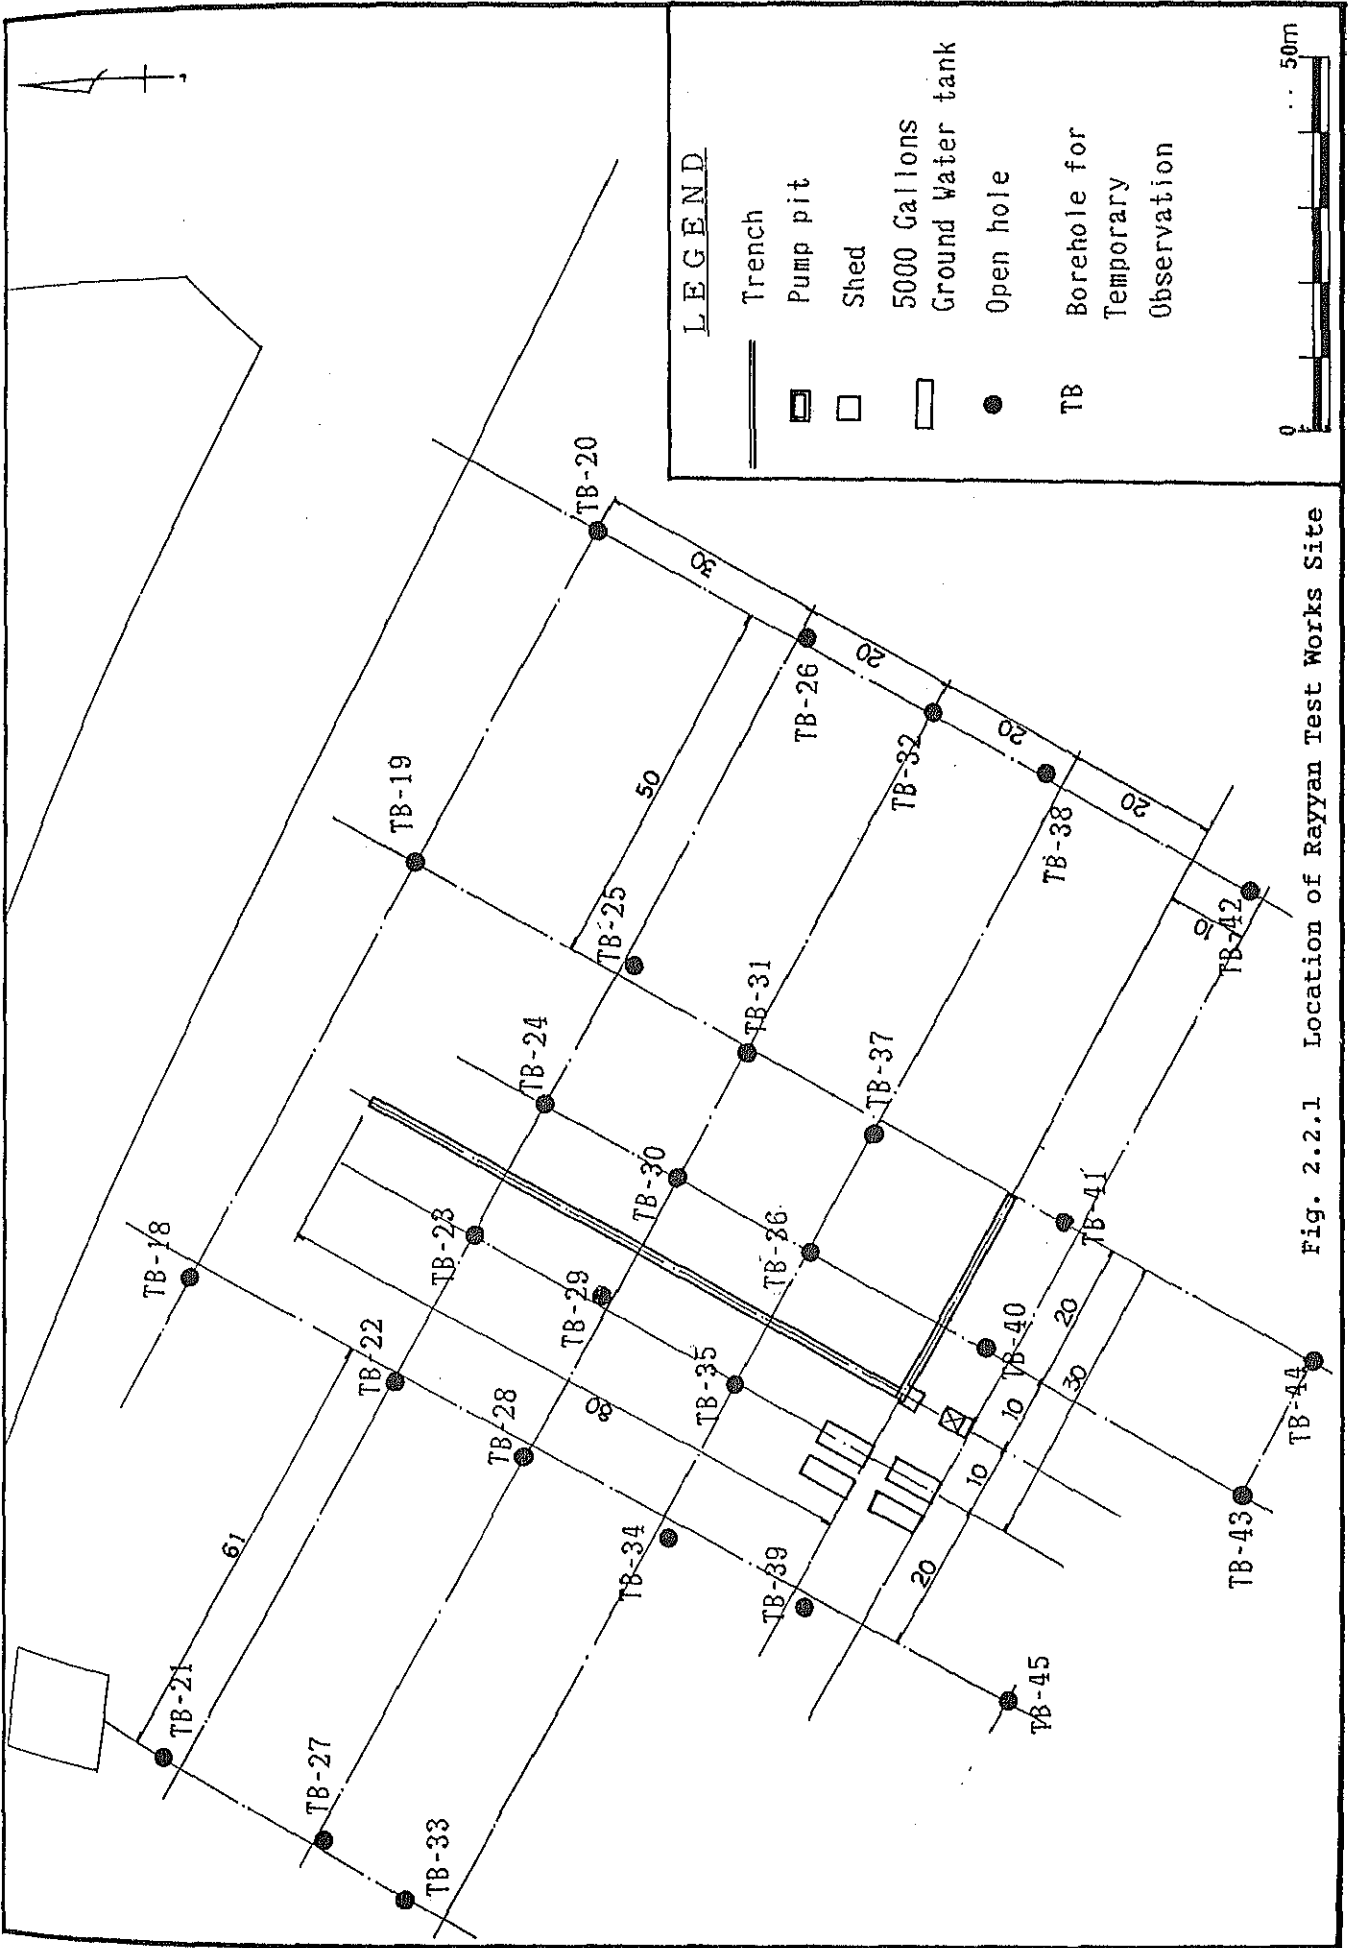 TB-18
TB-19
TB-20
TB-21
TB-22
TB-23
TB-24
TB-25
TB-26
TB-27
TB-28
TB-29
TB-30
TB-31
TB-32
TB-33
TB-34
TB-35
TB-36
TB-37
TB-38
TB-39
TB-40
TB-41
TB-42
TB-43
TB-44
TB-45
61
80
50
30
20
20
20
10
20
10
10
20
30
LEGEND
Trench
Pump pit
Shed
5000 Gallons
Ground Water tank
Open hole
TB Borehole for
Temporary
Observation
0 50m
Fig. 2.2.1 Location of Rayyan Test Works Site